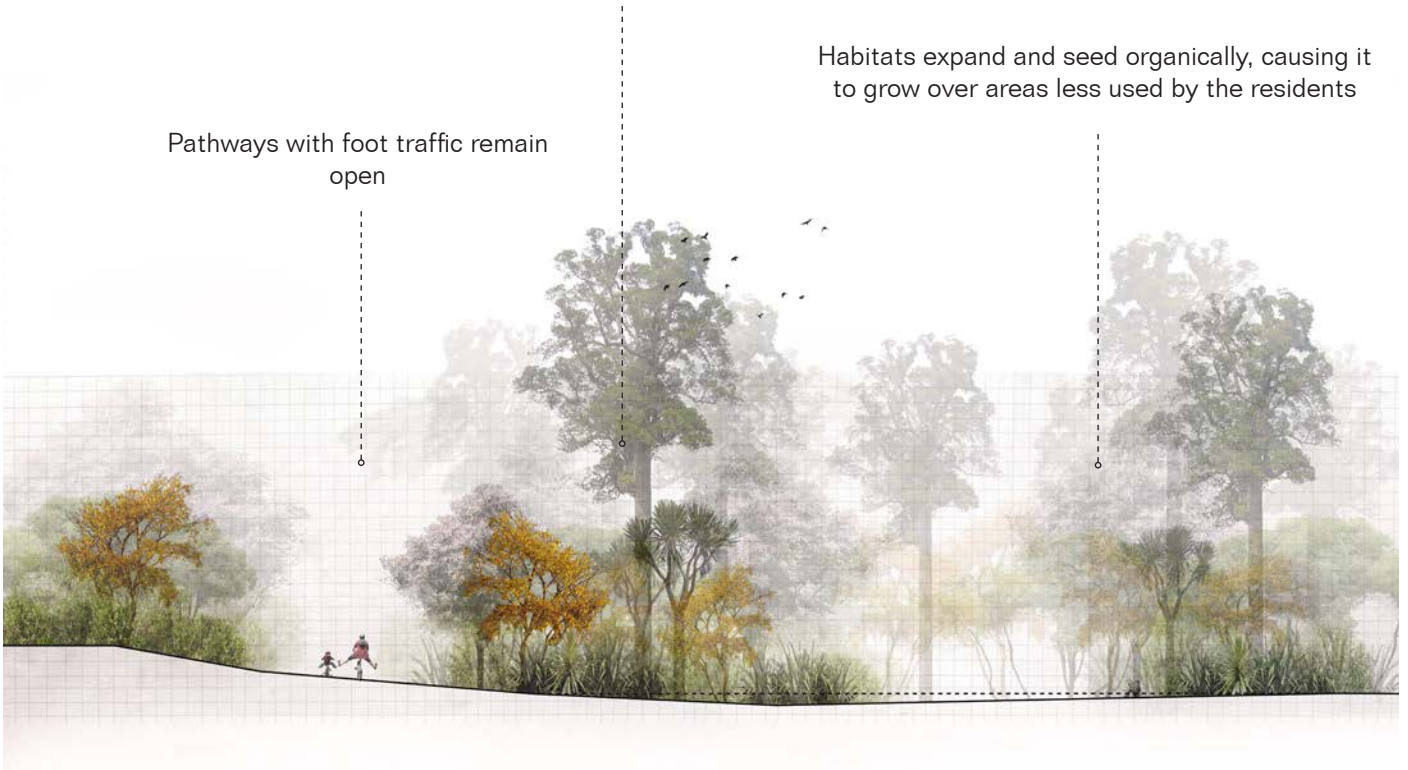 Habitats expand and seed organically, causing it
to grow over areas less used by the residents
Pathways with foot traffic remain
open